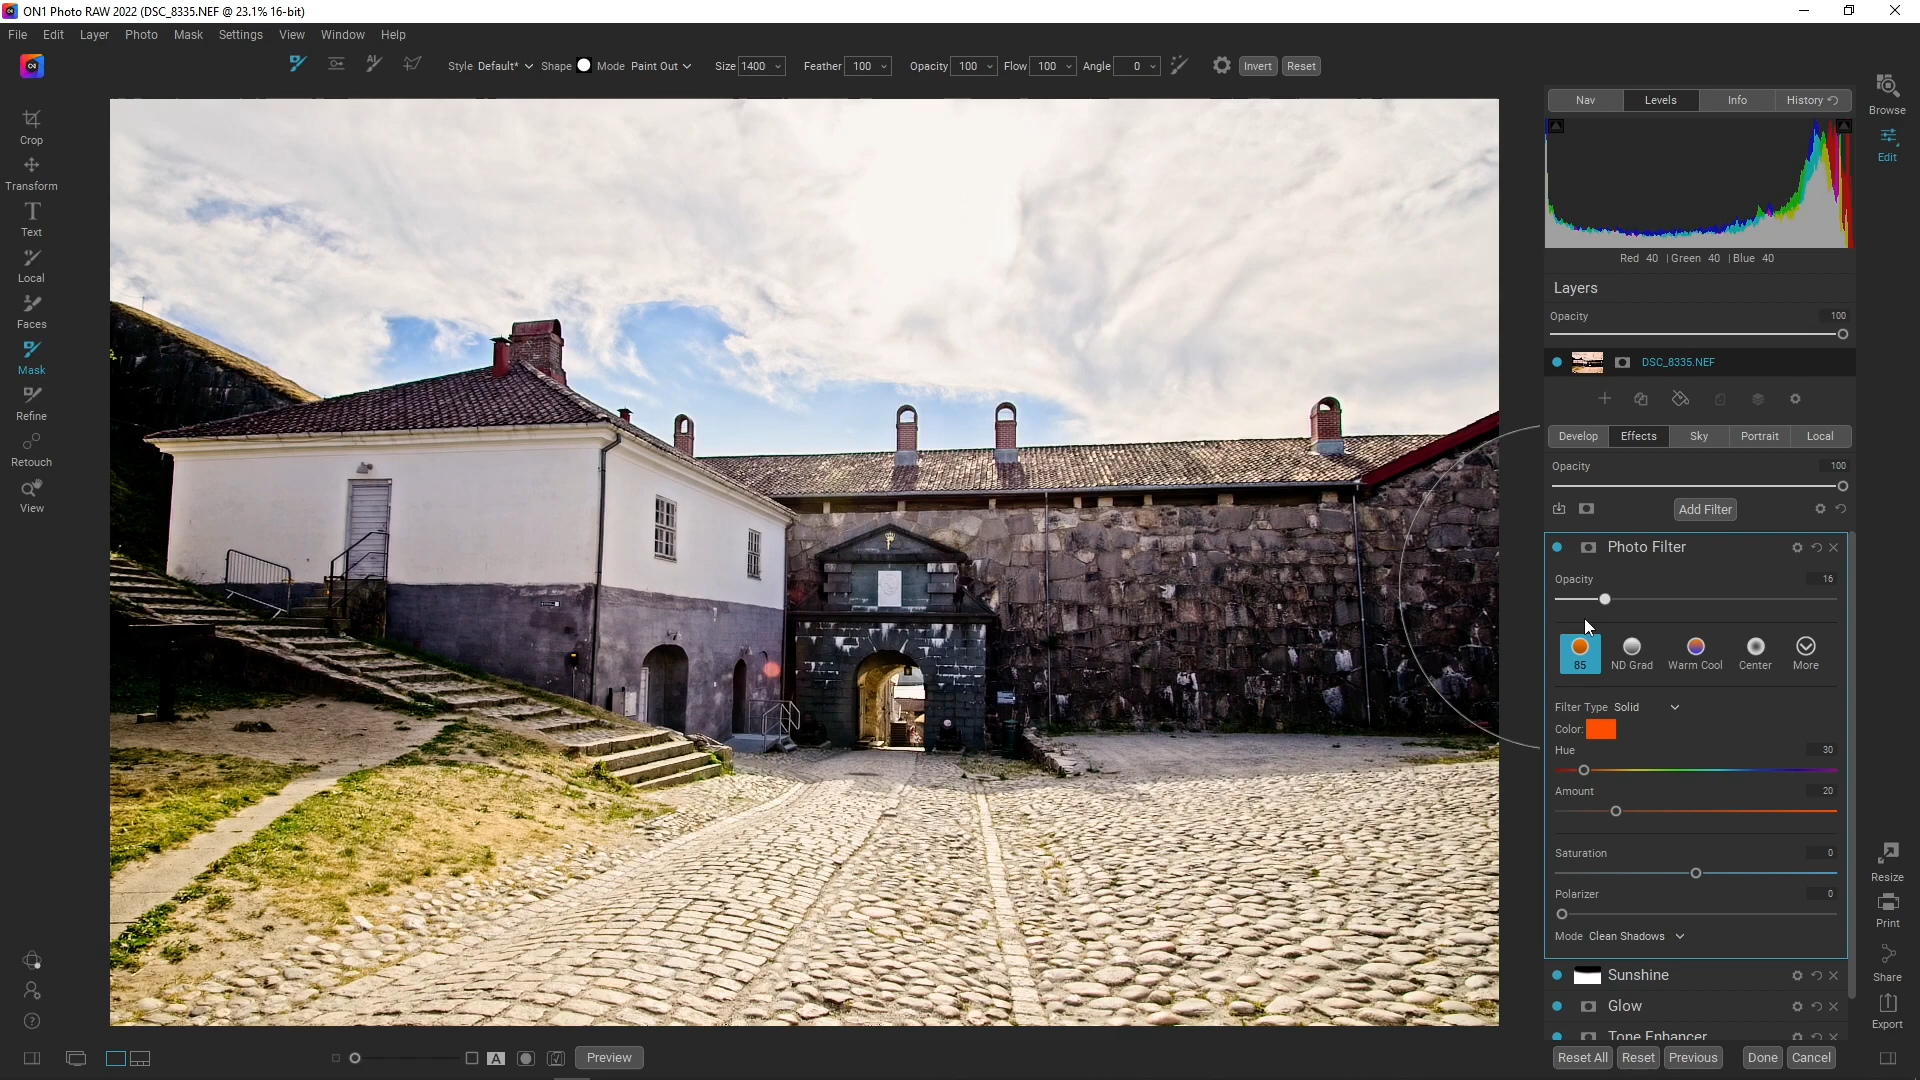 ON1 Photo RAW 2022 (DSC_8335.NEF @ 23.1% 16-bit)
File Edit Layer Photo Mask Settings View Window Help
Style Default* Shape Mode Paint Out Size 1400 Feather 100 Opacity 100 Flow 100 Angle 0 Invert Reset
Crop
Transform
Text
Local
Faces
Mask
Refine
Retouch
View
Nav Levels Info History
Red 40 | Green 40 | Blue 40
Layers
Opacity 100
DSC_8335.NEF
Develop Effects Sky Portrait Local
Opacity 100
Add Filter
Photo Filter
Opacity 16
85 ND Grad Warm Cool Center More
Filter Type Solid
Color:
Hue 30
Amount 20
Saturation 0
Polarizer 0
Mode Clean Shadows
Sunshine
Glow
Tone Enhancer
Reset All Reset Previous Done Cancel
Browse
Edit
Resize
Print
Share
Export
A Preview